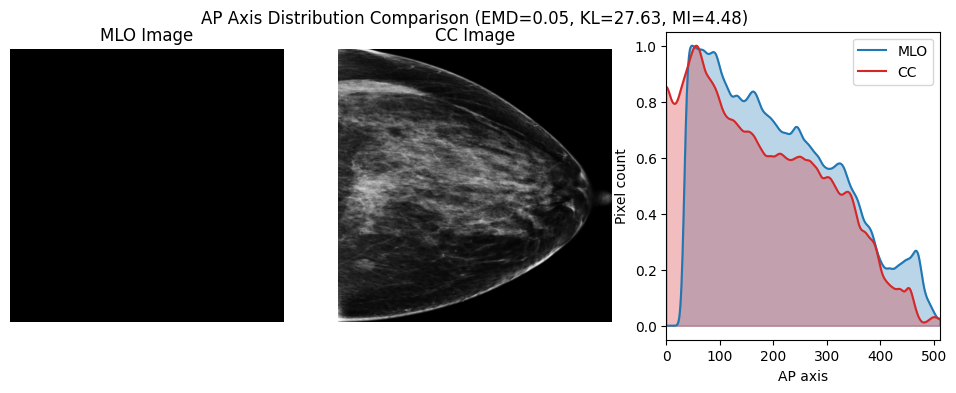 AP Axis Distribution Comparison (EMD=0.05, KL=27.63, MI=4.48)
MLO Image
CC Image
MLO
CC
Pixel count
1.0
0.8
0.6
0.4
0.2
0.0
0 100 200 300 400 500
AP axis